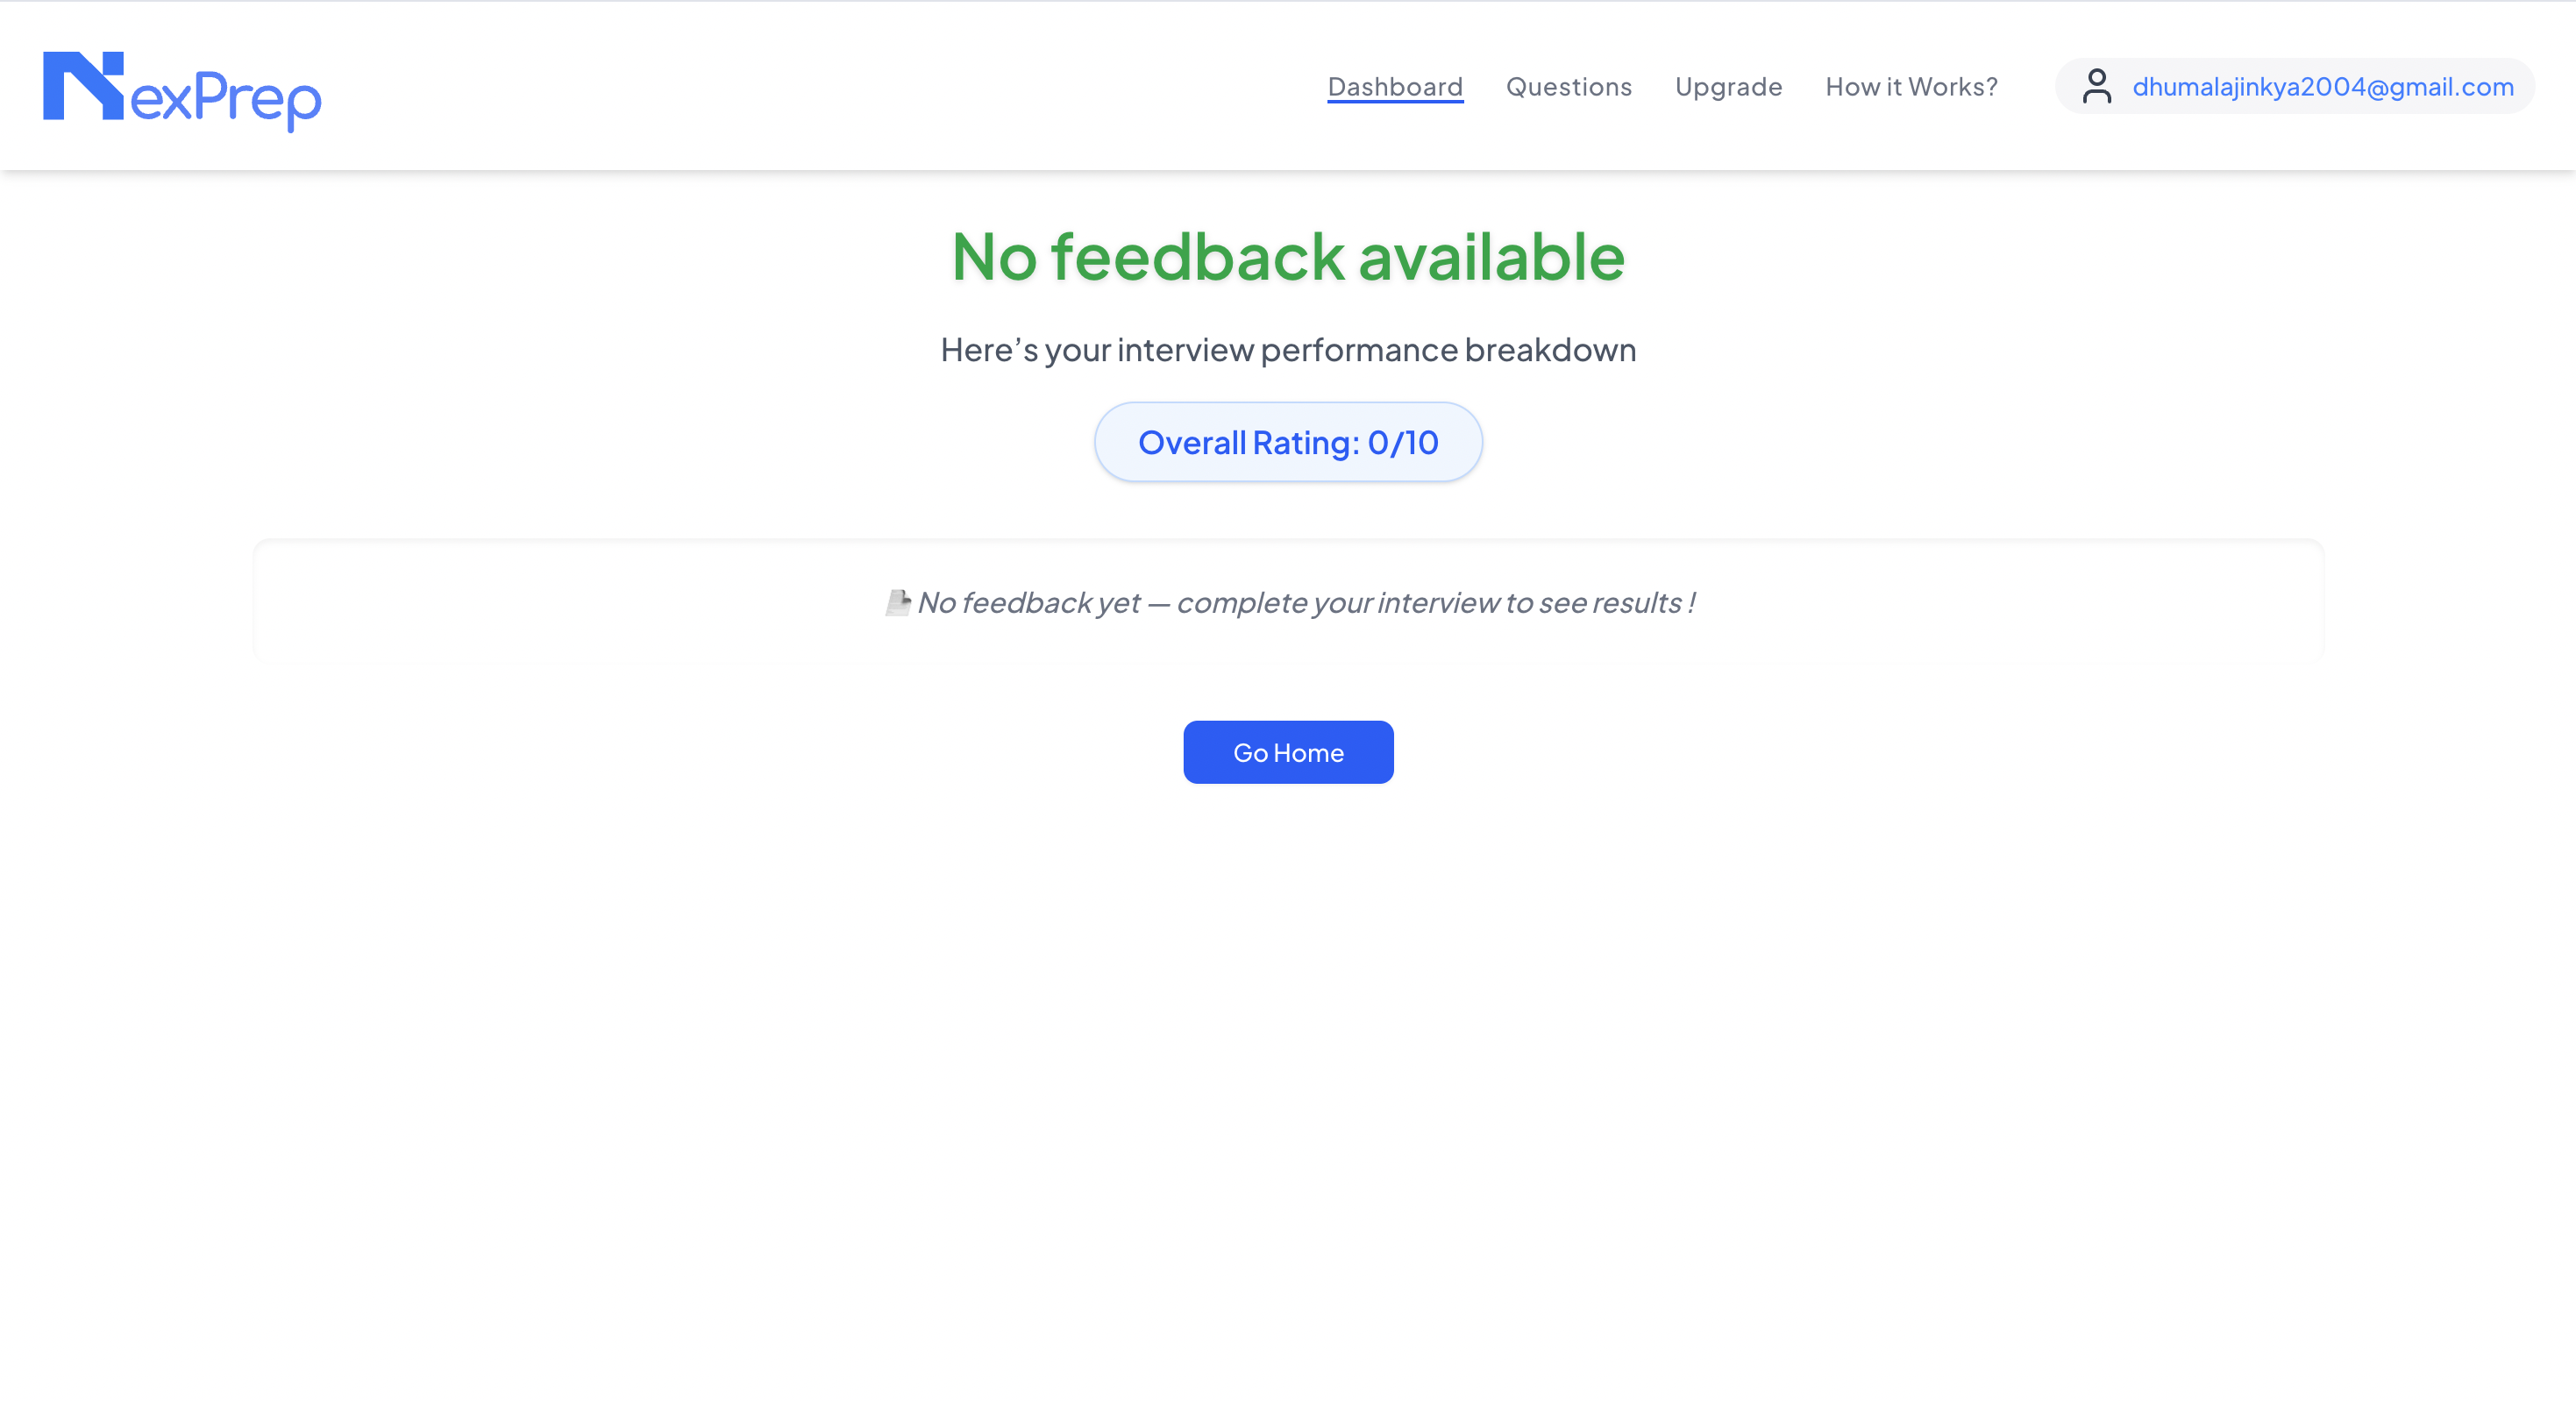 NexPrep
Dashboard Questions Upgrade How it Works? dhumalajinkya2004@gmail.com
No feedback available
Here’s your interview performance breakdown
Overall Rating: 0/10
No feedback yet — complete your interview to see results !
Go Home